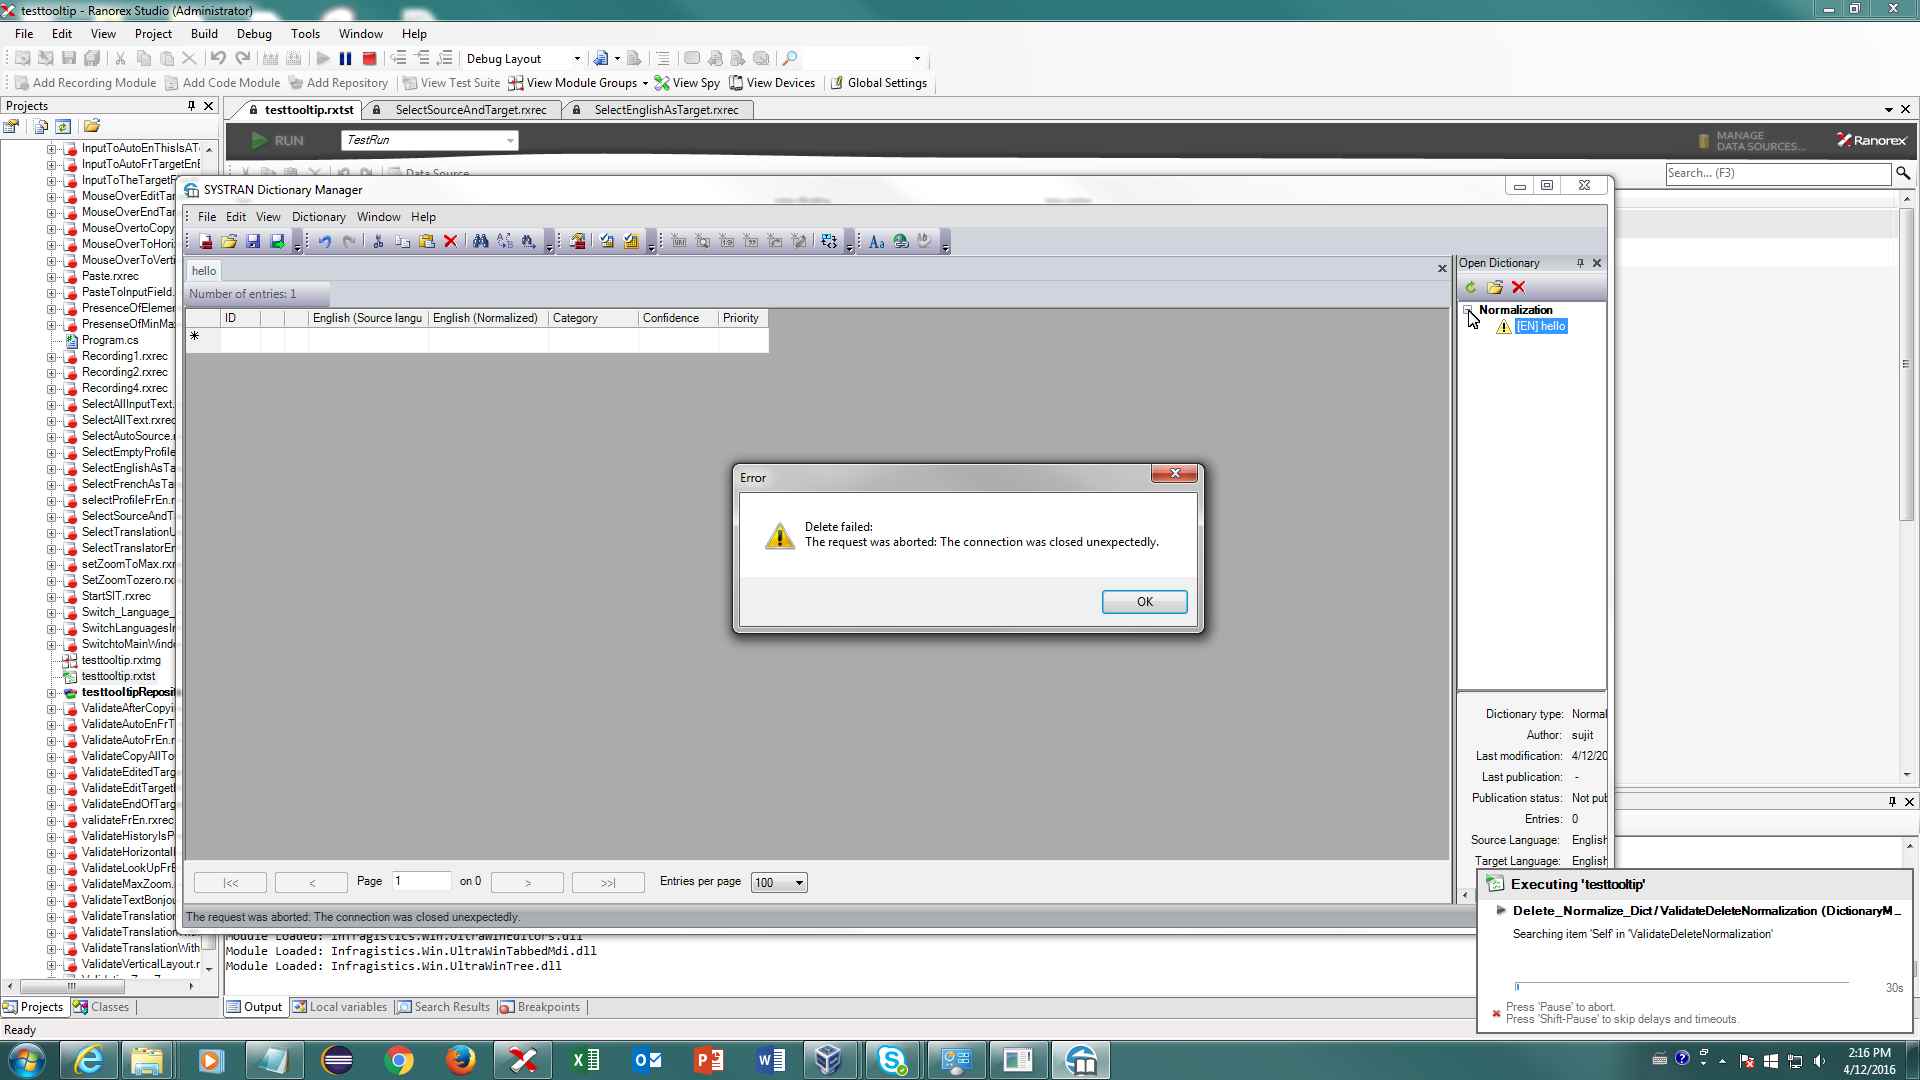 testtooltip - Ranorex Studio (Administrator)
File Edit View Project Build Debug Tools Window Help
Debug Layout
Add Recording Module Add Code Module Add Repository View Test Suite View Module Groups View Spy View Devices Global Settings
Projects
testtooltip.rxtst SelectSourceAndTarget.rxrec SelectEnglishAsTarget.rxrec
RUN TestRun MANAGE DATA SOURCES... Ranorex
Data Source
Search... (F3)
InputToAutoEnThisIsAT
InputToAutoFrTargetEnE
InputToTheTargetF
MouseOverEditTar
MouseOverEndTar
MouseOvertoCopy
MouseOverToHori
MouseOverToVerti
Paste.rxrec
PasteToInputField.
PresenceOfElemer
PresenseOfMinMa
Program.cs
Recording1.rxrec
Recording2.rxrec
Recording4.rxrec
SelectAllInputText.
SelectAllText.rxrec
SelectAutoSource.
SelectEmptyProfile
SelectEnglishAsTa
SelectFrenchAsTar
selectProfileFrEn.r
SelectSourceAndT
SelectTranslationU
SelectTranslatorEr
setZoomToMax.rxr
SetZoomTozero.rx
StartSIT.rxrec
Switch_Language_
SwitchLanguagesIr
SwitchtoMainWind
testtooltip.rxtmg
testtooltip.rxtst
testtooltipReposit
ValidateAfterCopyi
ValidateAutoEnFrT
ValidateAutoFrEn.r
ValidateCopyAllTo
ValidateEditedTarg
ValidateEditTargetI
ValidateEndOfTarg
validateFrEn.rxrec
ValidateHistoryIsP
ValidateHorizontall
ValidateLookUpFrE
ValidateMaxZoom.
ValidateTextBonjou
ValidateTranslation
ValidateTranslation
ValidateTranslationWith
ValidateVerticalLayout.r
SYSTRAN Dictionary Manager
File Edit View Dictionary Window Help
hello
Number of entries: 1
ID English (Source langu English (Normalized) Category Confidence Priority
Open Dictionary
Normalization
[EN] hello
Error
Delete failed:
The request was aborted: The connection was closed unexpectedly.
OK
Dictionary type: Normal
Author: sujit
Last modification: 4/12/20
Last publication: -
Publication status: Not pub
Entries: 0
Source Language: English
Target Language: English
|<< < Page 1 on 0 > >>| Entries per page 100
The request was aborted: The connection was closed unexpectedly.
Module Loaded: Infragistics.Win.UltraWinEditors.dll
Module Loaded: Infragistics.Win.UltraWinTabbedMdi.dll
Module Loaded: Infragistics.Win.UltraWinTree.dll
Executing 'testtooltip'
Delete_Normalize_Dict / ValidateDeleteNormalization (DictionaryM...
Searching item 'Self' in 'ValidateDeleteNormalization'
30s
Press 'Pause' to abort.
Press 'Shift-Pause' to skip delays and timeouts.
Projects Classes
Output Local variables Search Results Breakpoints
Ready
2:16 PM
4/12/2016